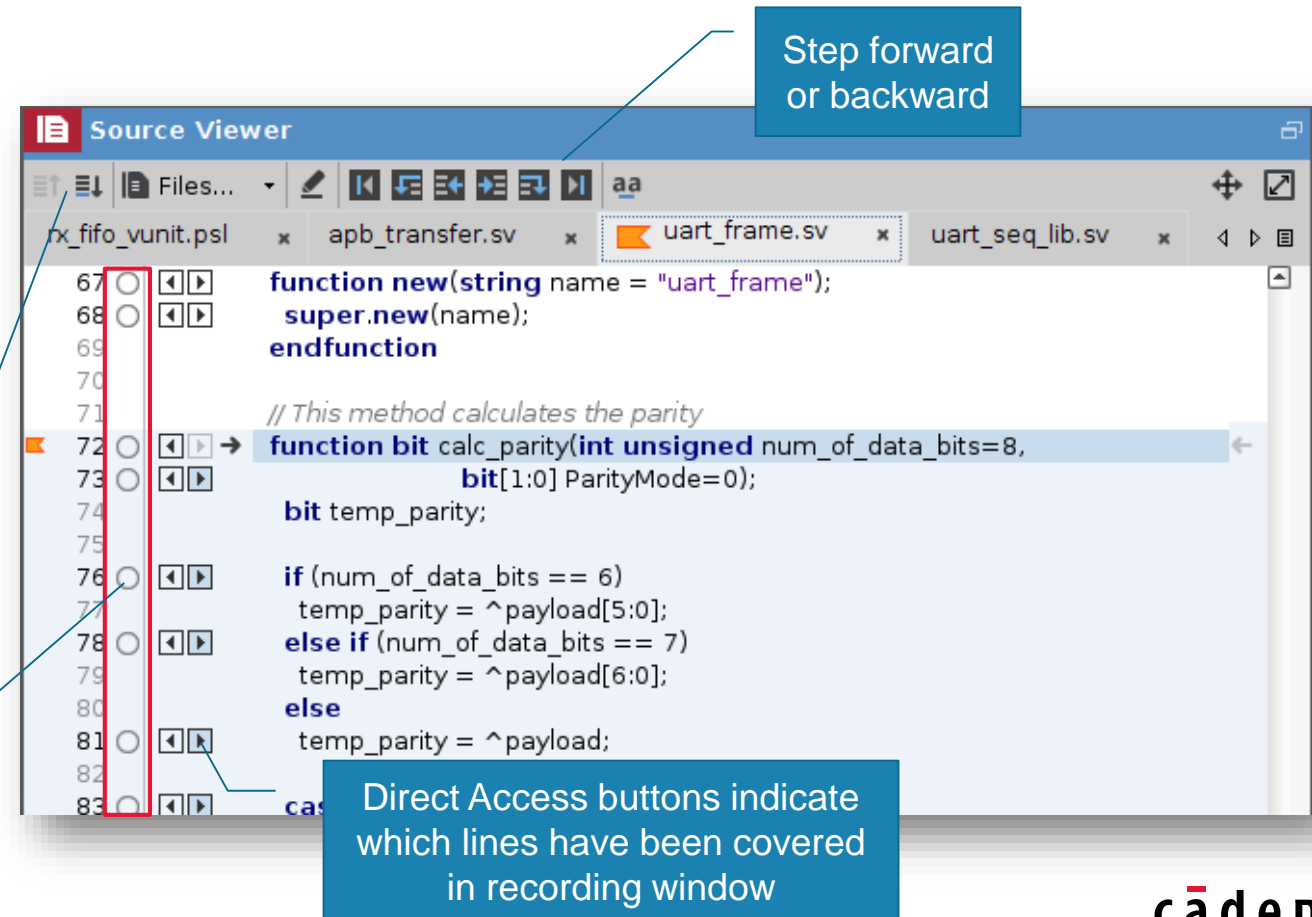 Step forward
or backward
Source Viewer
Files...
aa
rx_fifo_vunit.psl
apb_transfer.sv
uart_frame.sv
uart_seq_lib.sv
67 function new(string name = "uart_frame");
68 super.new(name);
69 endfunction
70
71 // This method calculates the parity
72 function bit calc_parity(int unsigned num_of_data_bits=8,
73 bit[1:0] ParityMode=0);
74 bit temp_parity;
75
76 if (num_of_data_bits == 6)
77 temp_parity = ^payload[5:0];
78 else if (num_of_data_bits == 7)
79 temp_parity = ^payload[6:0];
80 else
81 temp_parity = ^payload;
82
83 cas
Direct Access buttons indicate
which lines have been covered
in recording window
cāden